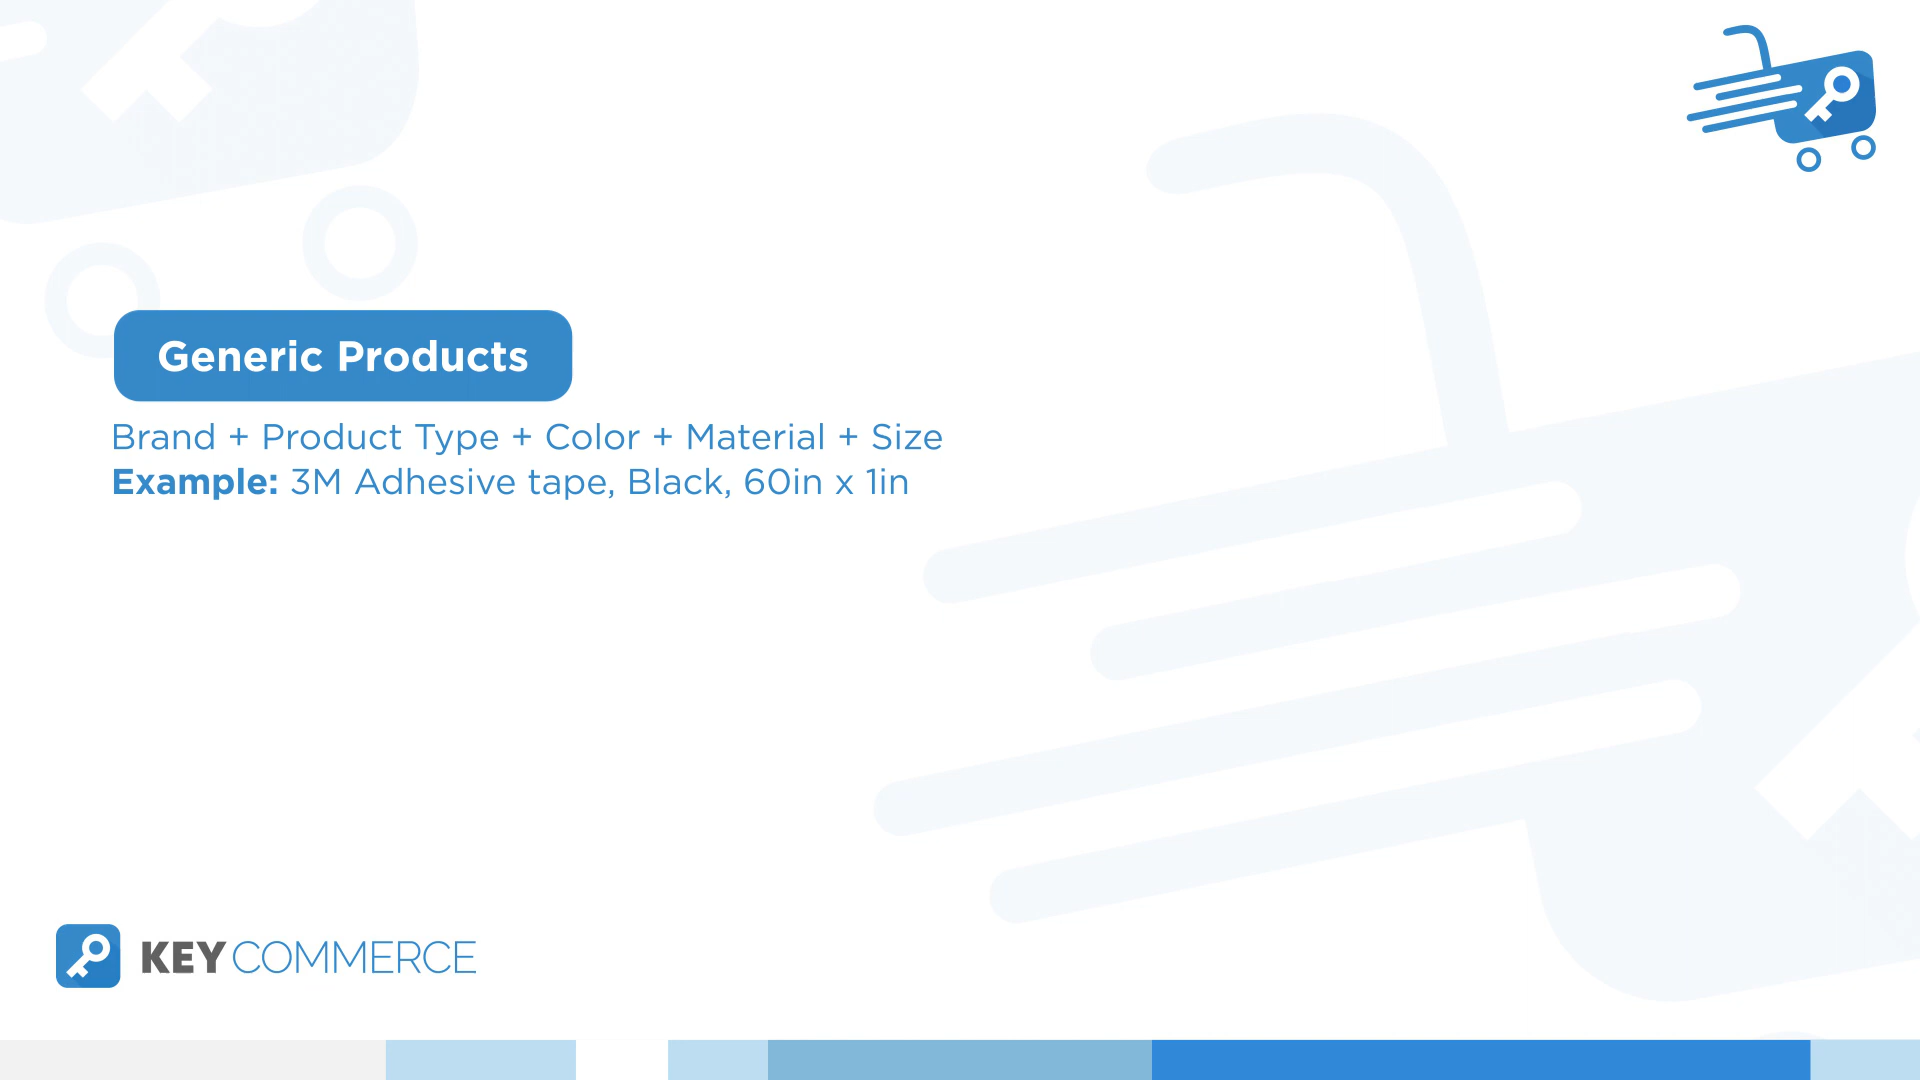 Generic Products
Brand + Product Type + Color + Material + Size
Example: 3M Adhesive tape, Black, 60in x 1in
KEYCOMMERCE